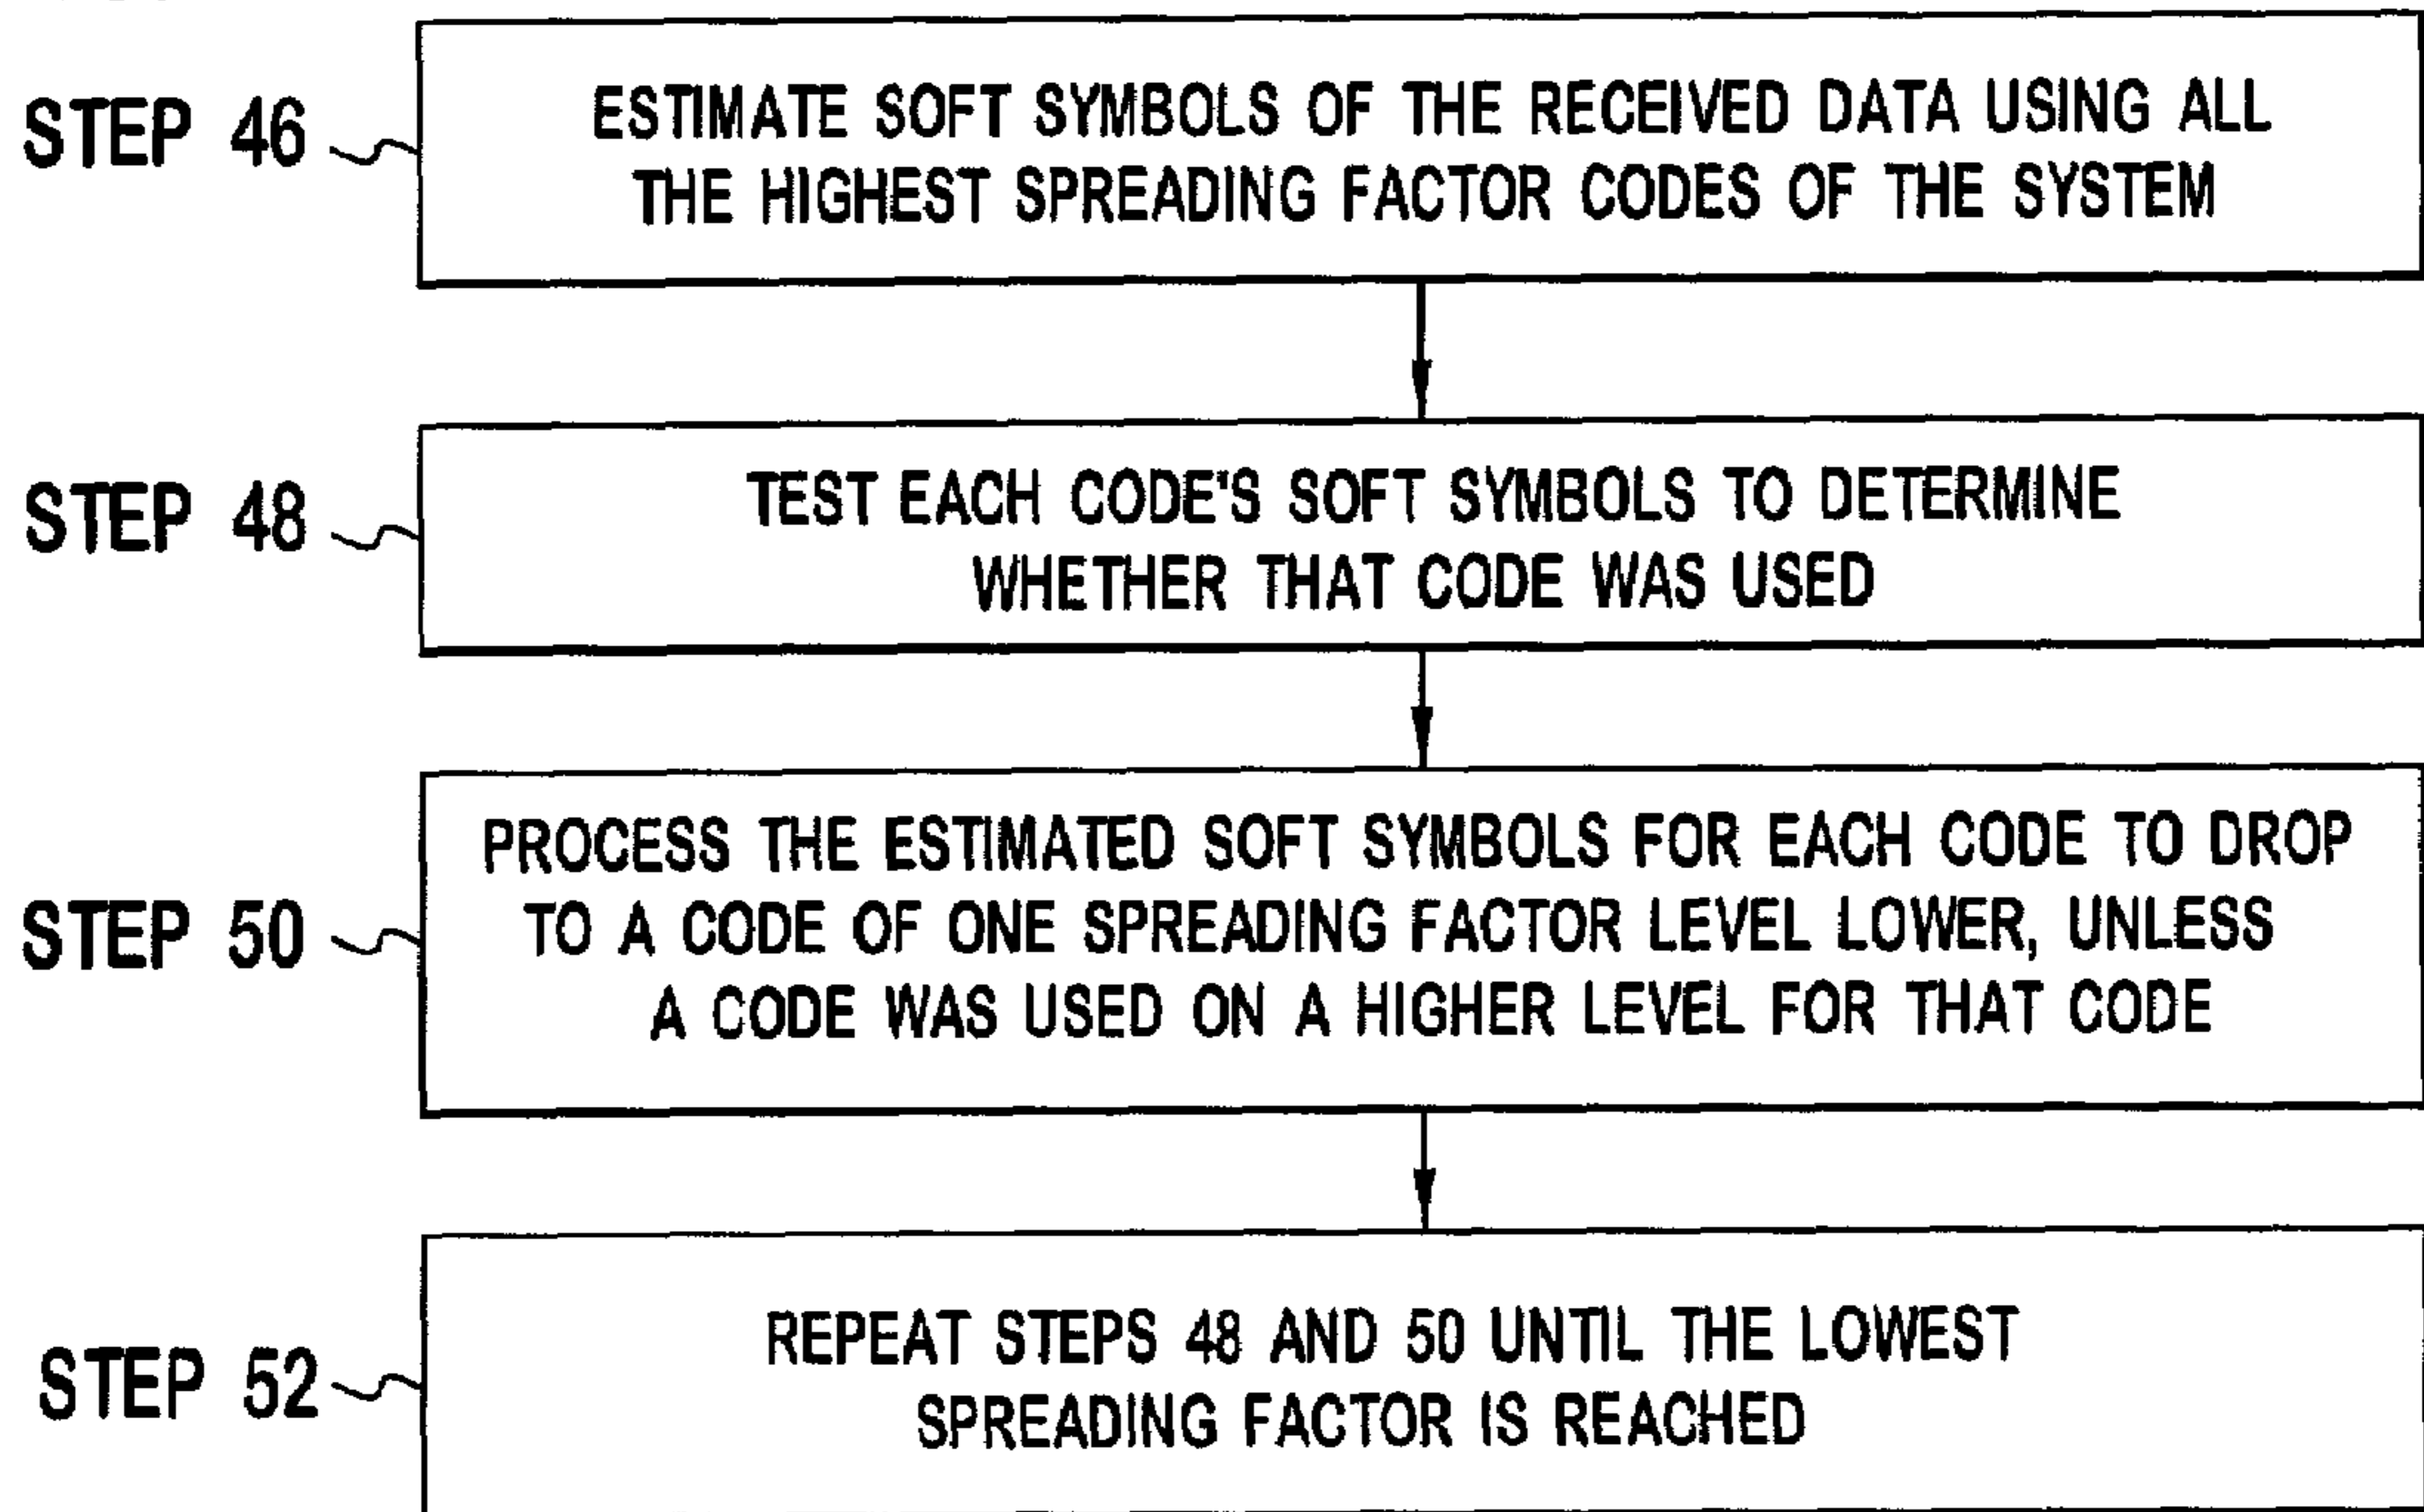 STEP 46
ESTIMATE SOFT SYMBOLS OF THE RECEIVED DATA USING ALL
THE HIGHEST SPREADING FACTOR CODES OF THE SYSTEM
STEP 48
TEST EACH CODE'S SOFT SYMBOLS TO DETERMINE
WHETHER THAT CODE WAS USED
STEP 50
PROCESS THE ESTIMATED SOFT SYMBOLS FOR EACH CODE TO DROP
TO A CODE OF ONE SPREADING FACTOR LEVEL LOWER, UNLESS
A CODE WAS USED ON A HIGHER LEVEL FOR THAT CODE
STEP 52
REPEAT STEPS 48 AND 50 UNTIL THE LOWEST
SPREADING FACTOR IS REACHED